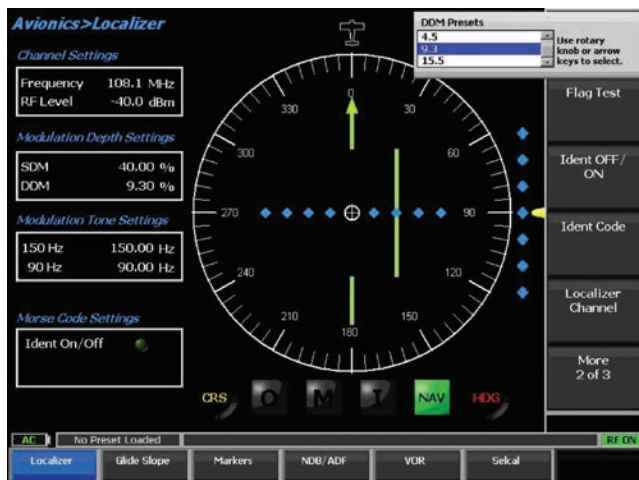 Avionics>Localizer
DDM Presets
4.5
9.3
15.5
Use rotary
knob or arrow
keys to select.
Channel Settings
Frequency 108.1 MHz
RF Level -40.0 dBm
Modulation Depth Settings
SDM 40.00 %
DDM 9.30 %
Modulation Tone Settings
150 Hz 150.00 Hz
90 Hz 90.00 Hz
Morse Code Settings
Ident On/Off
0
30
60
90
120
150
180
210
240
270
300
330
CRS O M I NAV HDG
Flag Test
Ident OFF/
ON
Ident Code
Localizer
Channel
More
2 of 3
AC No Preset Loaded RF ON
Localizer Glide Slope Markers NDB/ADF VOR Selcal